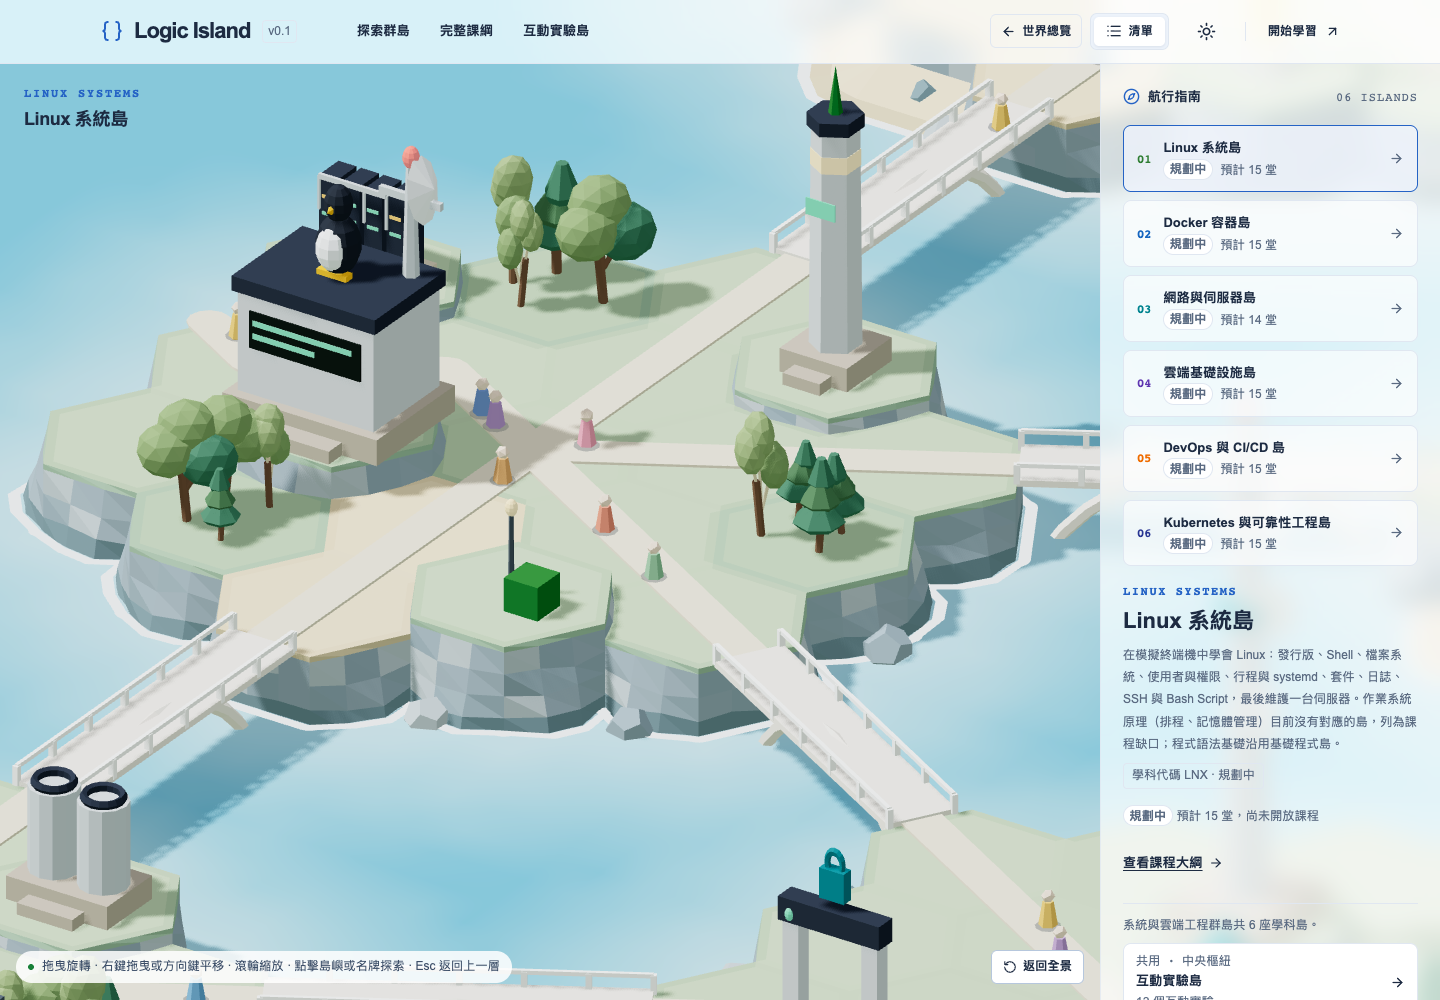 Logic Island v0.1
探索群島
完整課綱
互動實驗島
世界總覽
清單
開始學習
LINUX SYSTEMS
Linux 系統島
航行指南
06 ISLANDS
01
Linux 系統島
規劃中 預計 15 堂
02
Docker 容器島
規劃中 預計 15 堂
03
網路與伺服器島
規劃中 預計 14 堂
04
雲端基礎設施島
規劃中 預計 15 堂
05
DevOps 與 CI/CD 島
規劃中 預計 15 堂
06
Kubernetes 與可靠性工程島
規劃中 預計 15 堂
LINUX SYSTEMS
Linux 系統島
在模擬終端機中學會 Linux：發行版、Shell、檔案系
統、使用者與權限、行程與 systemd、套件、日誌、
SSH 與 Bash Script，最後維護一台伺服器。作業系統
原理（排程、記憶體管理）目前沒有對應的島，列為課
程缺口；程式語法基礎沿用基礎程式島。
學科代碼 LNX · 規劃中
規劃中 預計 15 堂，尚未開放課程
查看課程大綱
系統與雲端工程群島共 6 座學科島。
共用 · 中央樞紐
互動實驗島
拖曳旋轉 · 右鍵拖曳或方向鍵平移 · 滾輪縮放 · 點擊島嶼或名牌探索 · Esc 返回上一層
返回全景